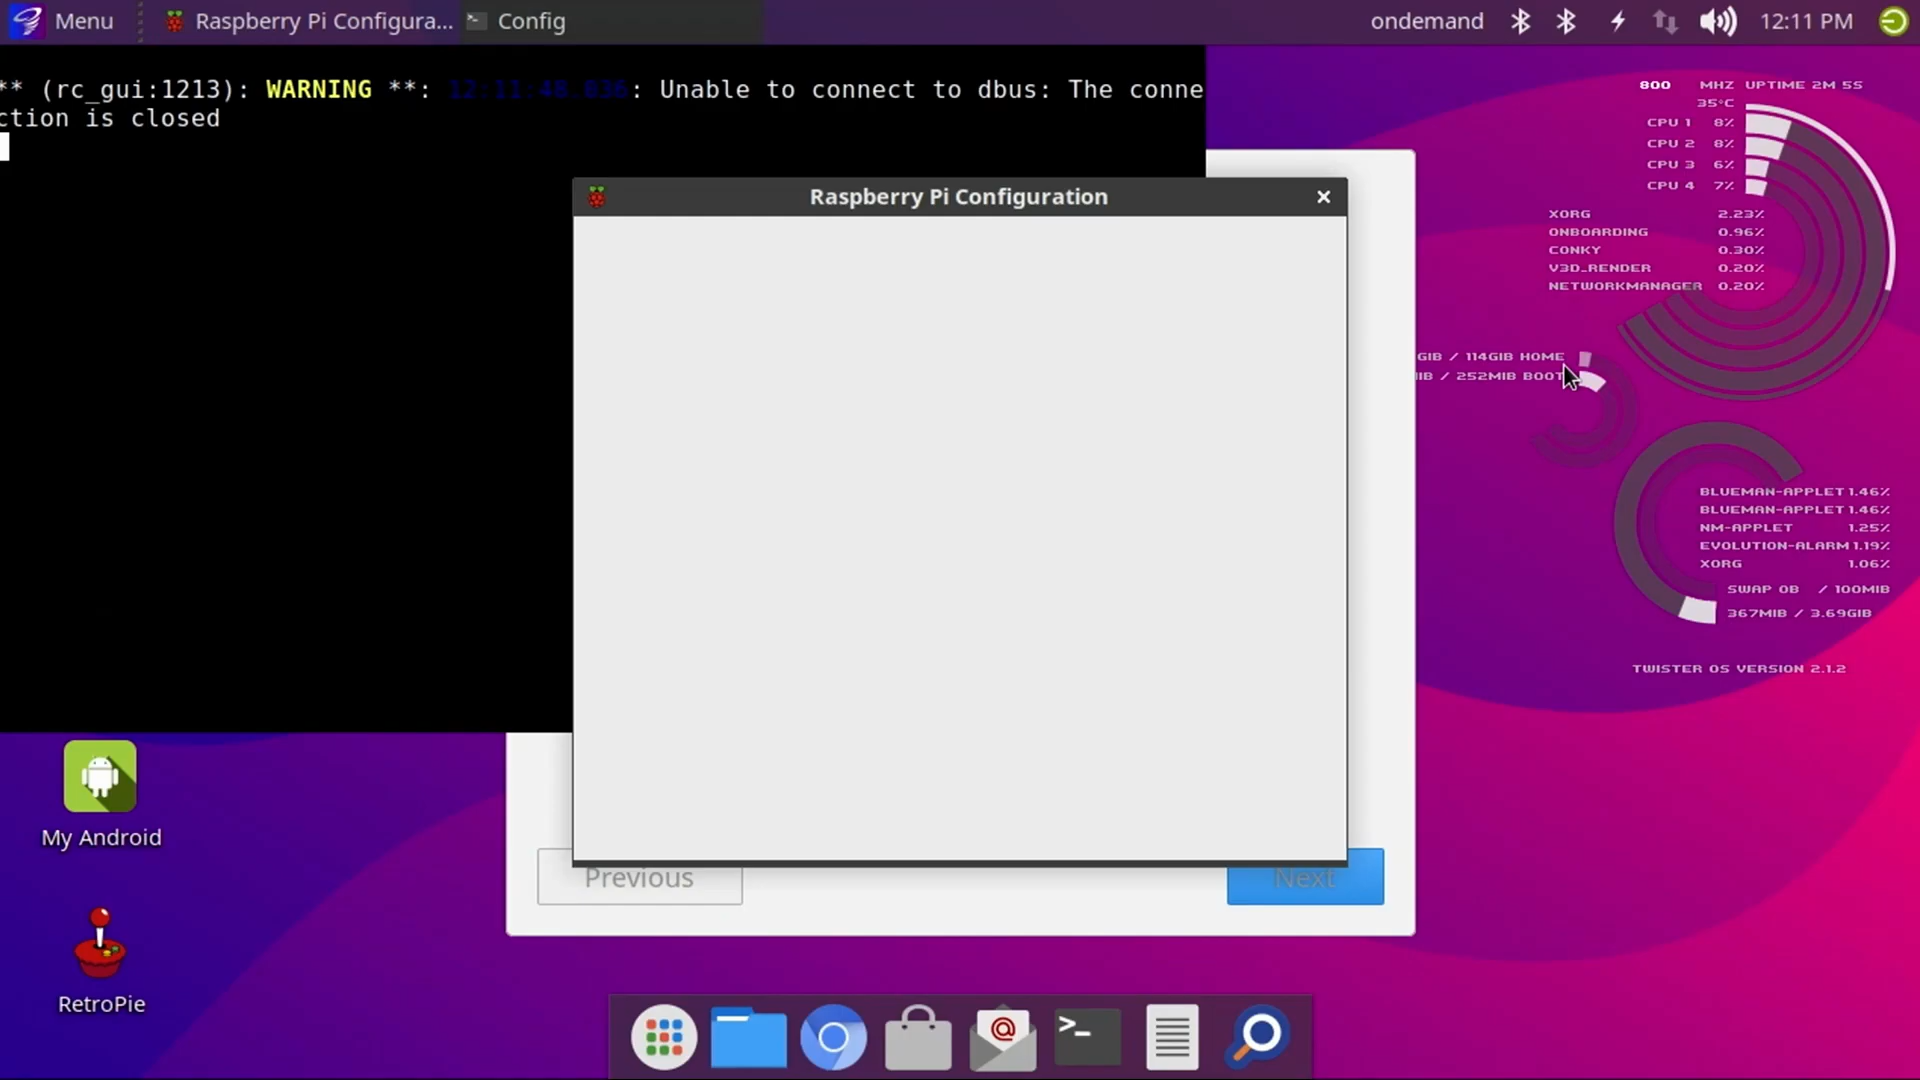 Menu
Raspberry Pi Configura...
Config
ondemand
12:11 PM
** (rc_gui:1213): WARNING **: 12:11:48.836: Unable to connect to dbus: The conne
ction is closed
Raspberry Pi Configuration
800 MHZ UPTIME 2M 5S
35°C
CPU 1 8%
CPU 2 8%
CPU 3 6%
CPU 4 7%
XORG 2.23%
ONBOARDING 0.96%
CONKY 0.30%
V3D_RENDER 0.20%
NETWORKMANAGER 0.20%
GIB / 114GIB HOME
IB / 252MIB BOOT
BLUEMAN-APPLET 1.46%
BLUEMAN-APPLET 1.46%
NM-APPLET 1.25%
EVOLUTION-ALARM 1.19%
XORG 1.06%
SWAP 0B / 100MIB
367MIB / 3.69GIB
TWISTER OS VERSION 2.1.2
My Android
RetroPie
Previous
Next